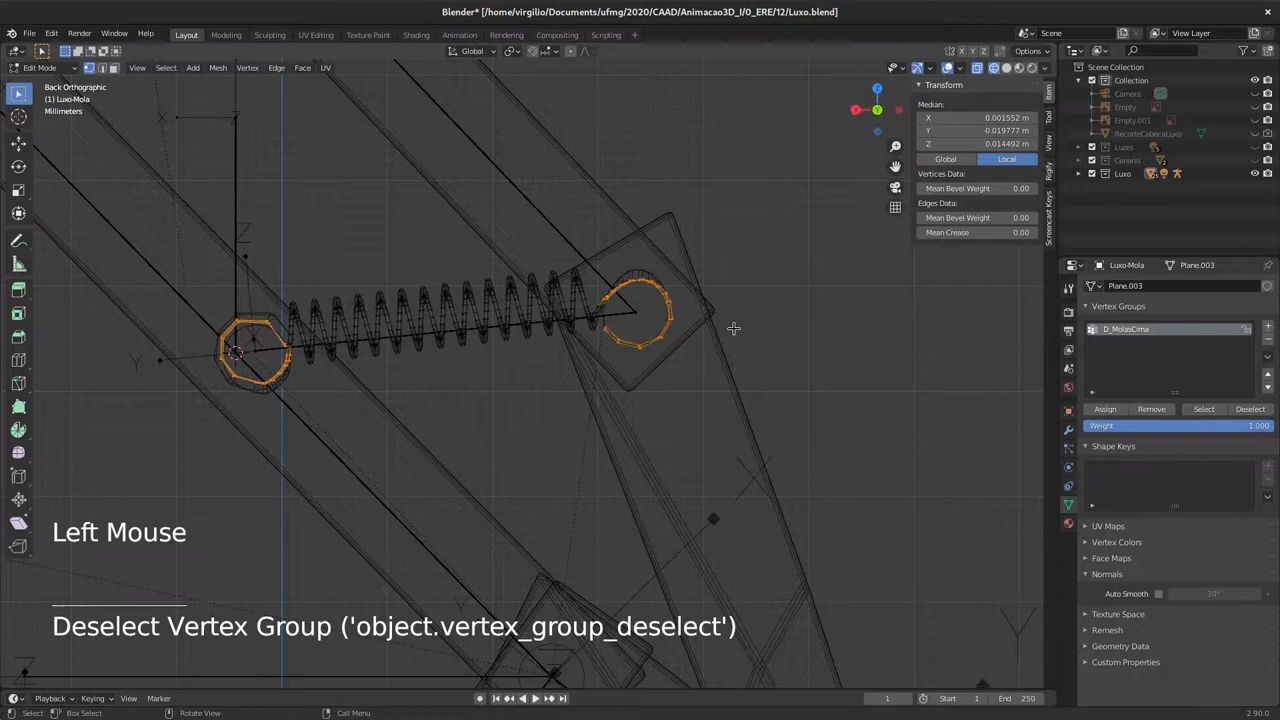 Blender* [/home/virgilio/Documents/ufmg/2020/CAAD/Animacao3D_I/0_ERE/12/Luxo.blend]
File Edit Render Window Help
Layout Modeling Sculpting UV Editing Texture Paint Shading Animation Rendering Compositing Scripting
Scene
View Layer
Global
X Y Z
Options
Edit Mode
View Select Add Mesh Vertex Edge Face UV
Back Orthographic
(1) Luxo-Mola
Millimeters
Transform
Median:
X 0.001552 m
Y -0.019777 m
Z 0.014492 m
Global Local
Vertices Data:
Mean Bevel Weight 0.00
Edges Data:
Mean Bevel Weight 0.00
Mean Crease 0.00
Item
Tool
View
Rigify
Screencast Keys
Scene Collection
Collection
Camera
Empty
Empty.001
RecorteCabecaLuxo
Luzes
Cenario
Luxo
Luxo-Mola
Plane.003
Plane.003
Vertex Groups
D_MolasCima
Assign Remove Select Deselect
Weight 1.000
Shape Keys
UV Maps
Vertex Colors
Face Maps
Normals
Auto Smooth 30°
Texture Space
Remesh
Geometry Data
Custom Properties
Left Mouse
Deselect Vertex Group ('object.vertex_group_deselect')
Playback Keying View Marker
1
Start 1
End 250
Select Box Select Rotate View Call Menu
2.90.0